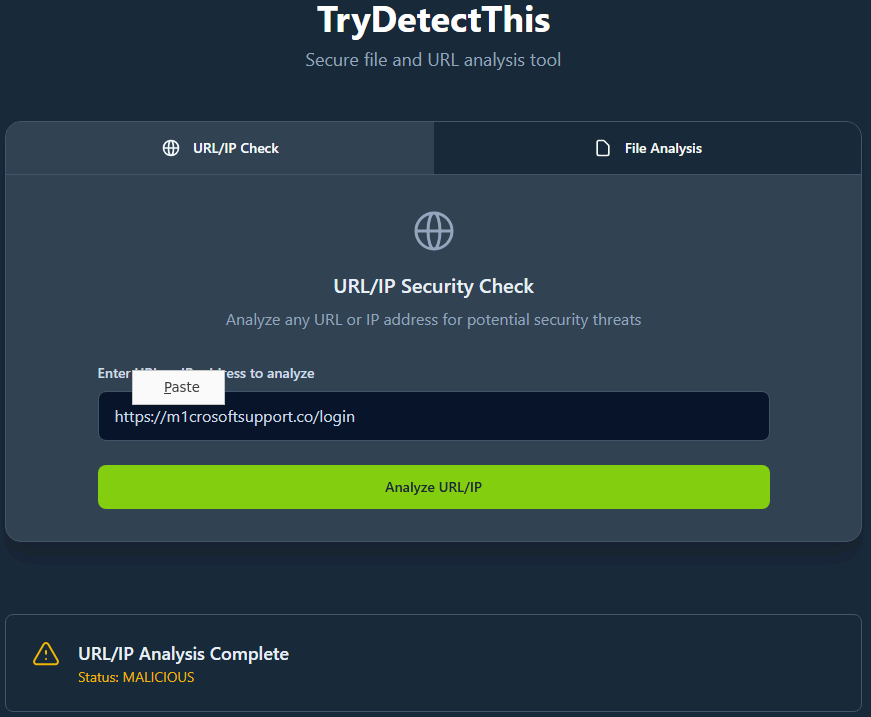 TryDetectThis
Secure file and URL analysis tool
URL/IP Check
File Analysis
URL/IP Security Check
Analyze any URL or IP address for potential security threats
Enter to analyze
Paste
https://m1crosoftsupport.co/login
Analyze URL/IP
URL/IP Analysis Complete
Status: MALICIOUS